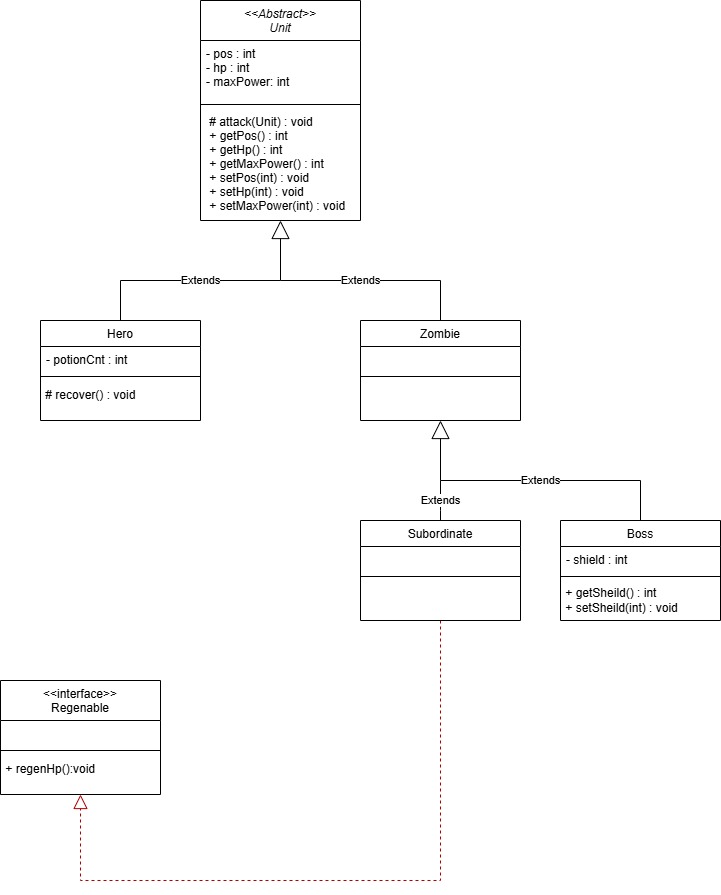 <<Abstract>>
Unit
- pos : int
- hp : int
- maxPower: int
# attack(Unit) : void
+ getPos() : int
+ getHp() : int
+ getMaxPower() : int
+ setPos(int) : void
+ setHp(int) : void
+ setMaxPower(int) : void
Extends
Extends
Hero
- potionCnt : int
# recover() : void
Zombie
Extends
Extends
Subordinate
Boss
- shield : int
+ getSheild() : int
+ setSheild(int) : void
<<interface>>
Regenable
+ regenHp():void